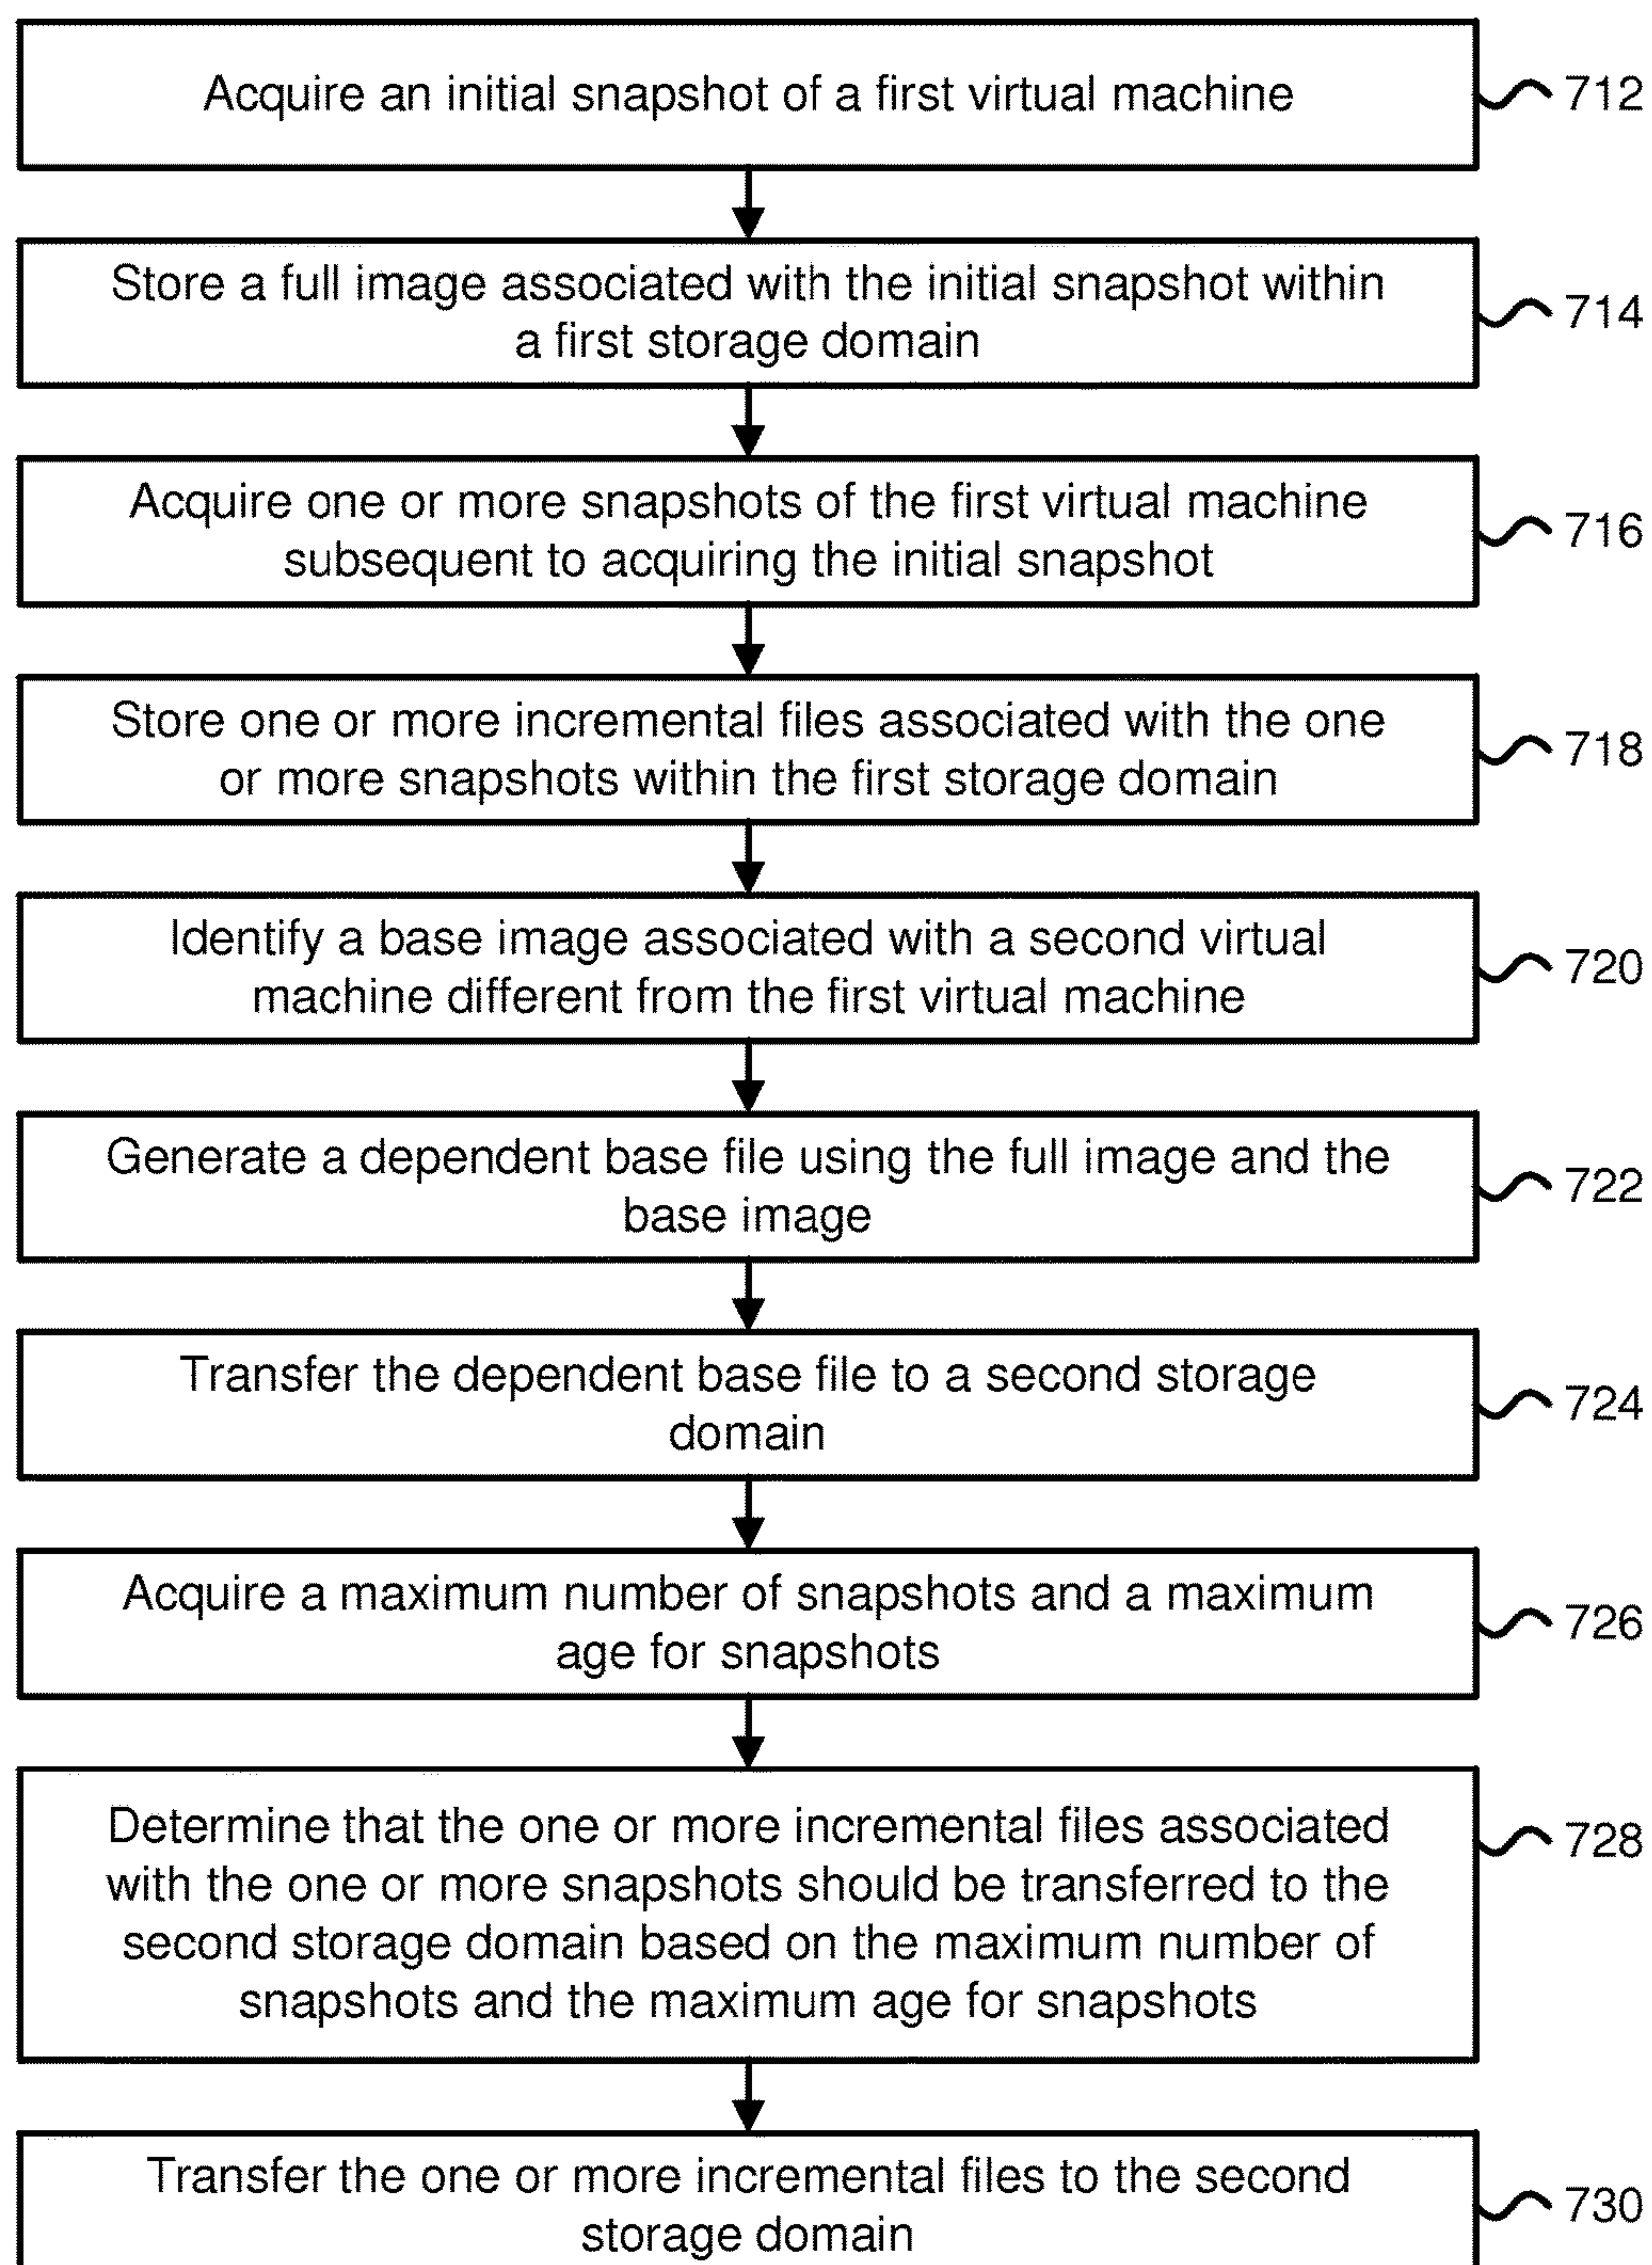 Acquire an initial snapshot of a first virtual machine
712
Store a full image associated with the initial snapshot within
a first storage domain
714
Acquire one or more snapshots of the first virtual machine
subsequent to acquiring the initial snapshot
716
Store one or more incremental files associated with the one
or more snapshots within the first storage domain
718
Identify a base image associated with a second virtual
machine different from the first virtual machine
720
Generate a dependent base file using the full image and the
base image
722
Transfer the dependent base file to a second storage
domain
724
Acquire a maximum number of snapshots and a maximum
age for snapshots
726
Determine that the one or more incremental files associated
with the one or more snapshots should be transferred to the
second storage domain based on the maximum number of
snapshots and the maximum age for snapshots
728
Transfer the one or more incremental files to the second
storage domain
730